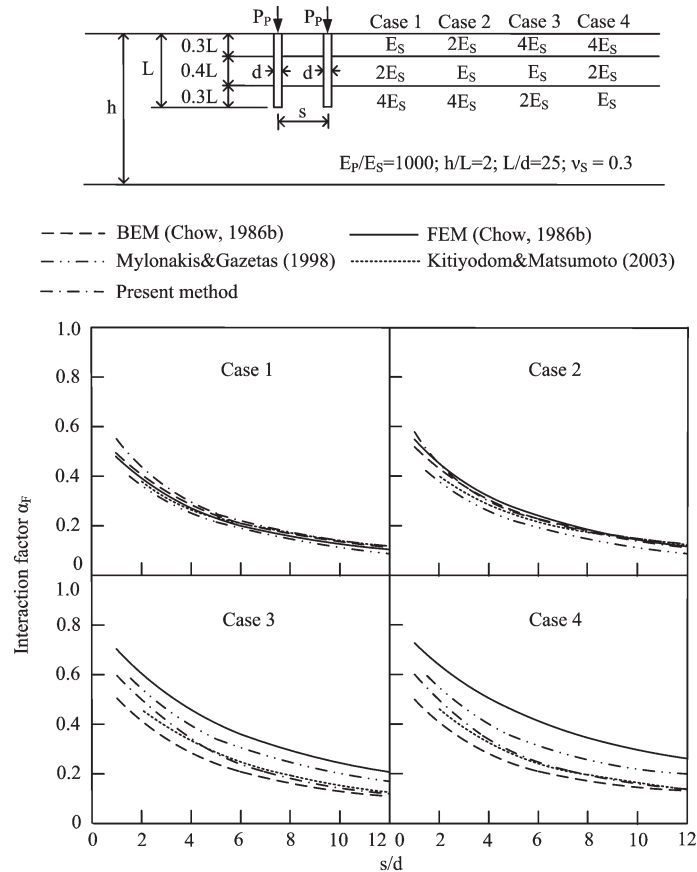 P_P P_P Case 1 Case 2 Case 3 Case 4
0.3L E_S 2E_S 4E_S 4E_S
L 0.4L d d 2E_S E_S E_S 2E_S
0.3L 4E_S 4E_S 2E_S E_S
h s
E_P/E_S=1000; h/L=2; L/d=25; ν_S = 0.3
BEM (Chow, 1986b) FEM (Chow, 1986b)
Mylonakis&Gazetas (1998) Kitiyodom&Matsumoto (2003)
Present method
1.0
Case 1 Case 2
0.8
0.6
0.4
0.2
0
Interaction factor α_F
1.0
Case 3 Case 4
0.8
0.6
0.4
0.2
0
0 2 4 6 8 10 12 0 2 4 6 8 10 12
s/d